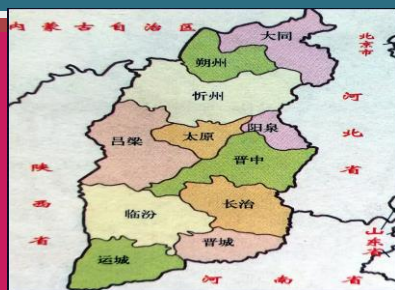 内蒙古自治区
大同
北京市
朔州
忻州
河北省
阳泉
太原
吕梁
晋中
陕西省
长治
临汾
山东省
晋城
运城
河南省